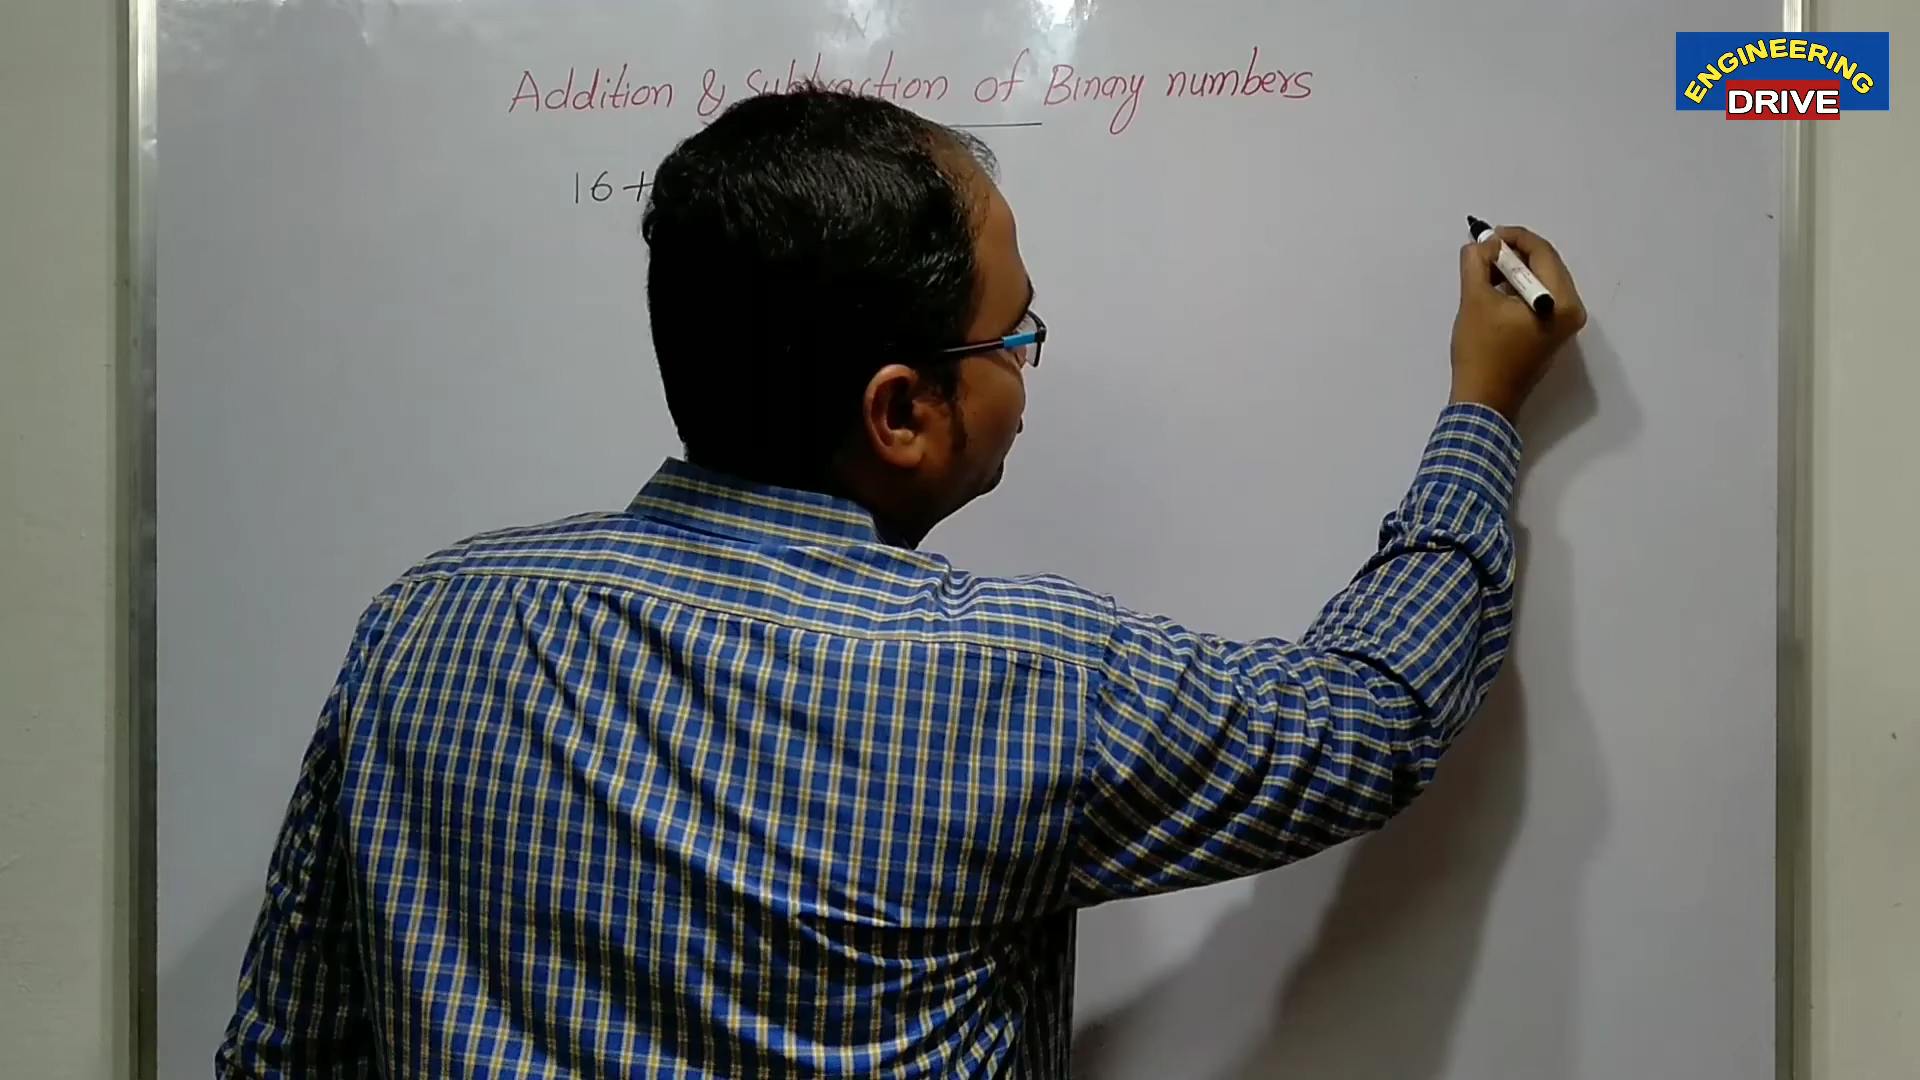 Addition & Subtraction of Binary numbers
16+
ENGINEERING
DRIVE